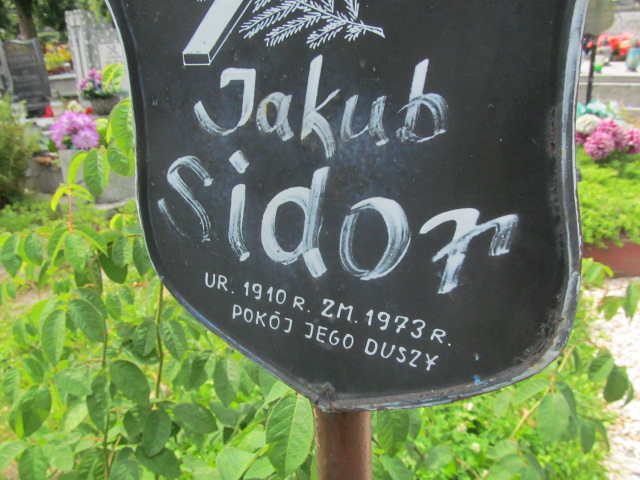 Jakub
Sidor
UR. 1910 R. ZM. 1973 R.
POKÓJ JEGO DUSZY